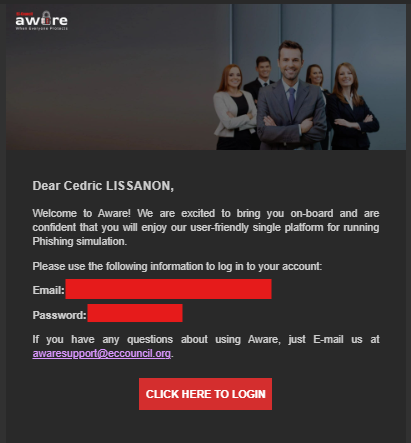 aware
When Everyone Protects
Dear Cedric LISSANON,
Welcome to Aware! We are excited to bring you on-board and are
confident that you will enjoy our user-friendly single platform for running
Phishing simulation.
Please use the following information to log in to your account:
Email:
Password:
If you have any questions about using Aware, just E-mail us at
awaresupport@eccouncil.org.
CLICK HERE TO LOGIN